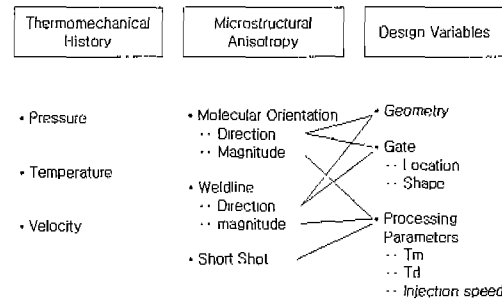 Thermomechanical
History
Microstructural
Anisotropy
Design Variables
• Pressure
• Temperature
• Velocity
• Molecular Orientation
·· Direction
·· Magnitude
• Weldline
·· Direction
·· magnitude
• Short Shot
• Geometry
• Gate
·· Location
·· Shape
• Processing
Parameters
·· Tm
·· Td
·· Injection speed